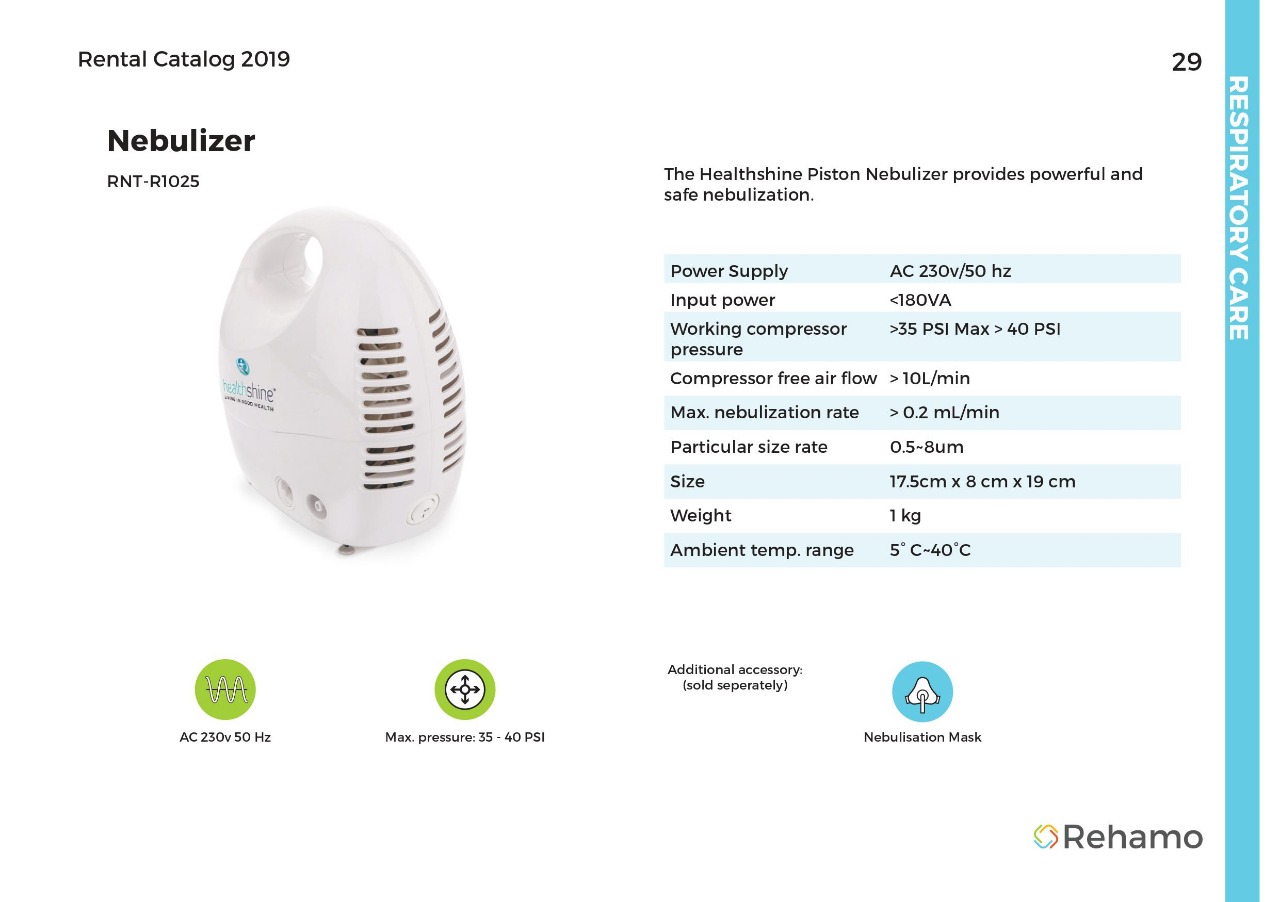 Rental Catalog 2019
29
RESPIRATORY CARE
Nebulizer
RNT-R1025
healthshine
LIVING IN GOOD HEALTH
The Healthshine Piston Nebulizer provides powerful and
safe nebulization.
Power Supply AC 230v/50 hz
Input power <180VA
Working compressor >35 PSI Max > 40 PSI
pressure
Compressor free air flow > 10L/min
Max. nebulization rate > 0.2 mL/min
Particular size rate 0.5~8um
Size 17.5cm x 8 cm x 19 cm
Weight 1 kg
Ambient temp. range 5˚ C~40˚C
AC 230v 50 Hz
Max. pressure: 35 - 40 PSI
Additional accessory:
(sold seperately)
Nebulisation Mask
Rehamo